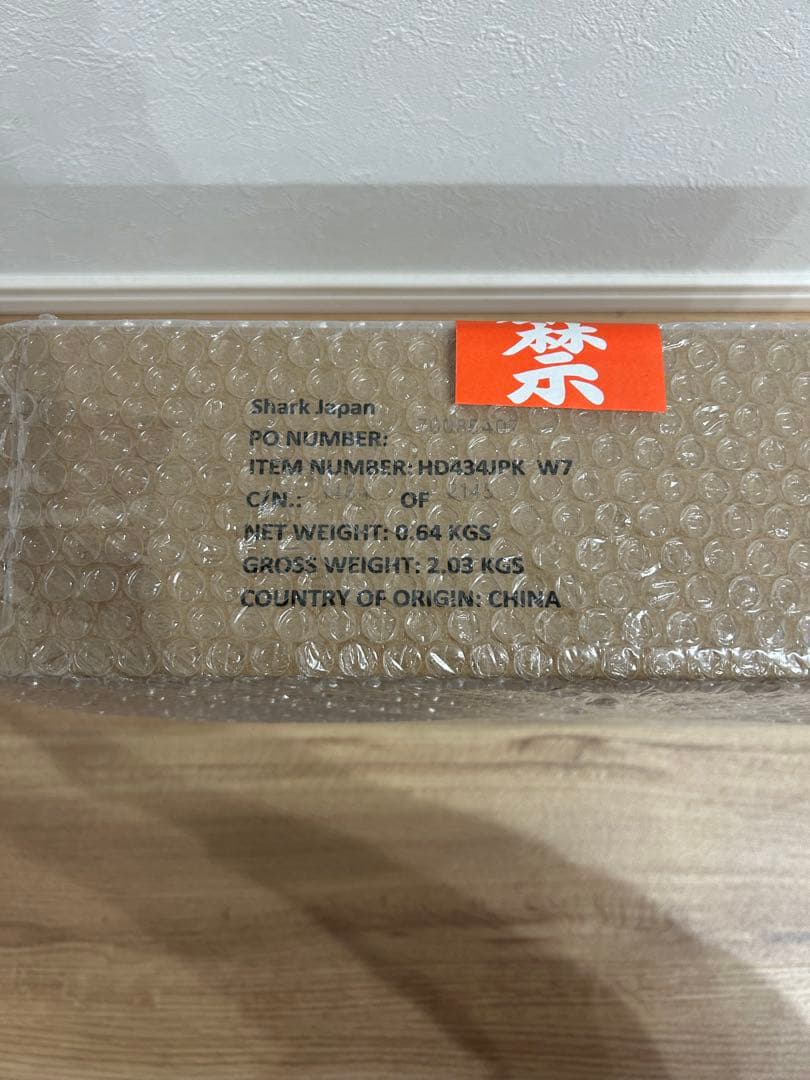 禁
Shark Japan
PO NUMBER:
ITEM NUMBER: HD434JPK W7
C/N.: OF
NET WEIGHT: 0.64 KGS
GROSS WEIGHT: 2.03 KGS
COUNTRY OF ORIGIN: CHINA